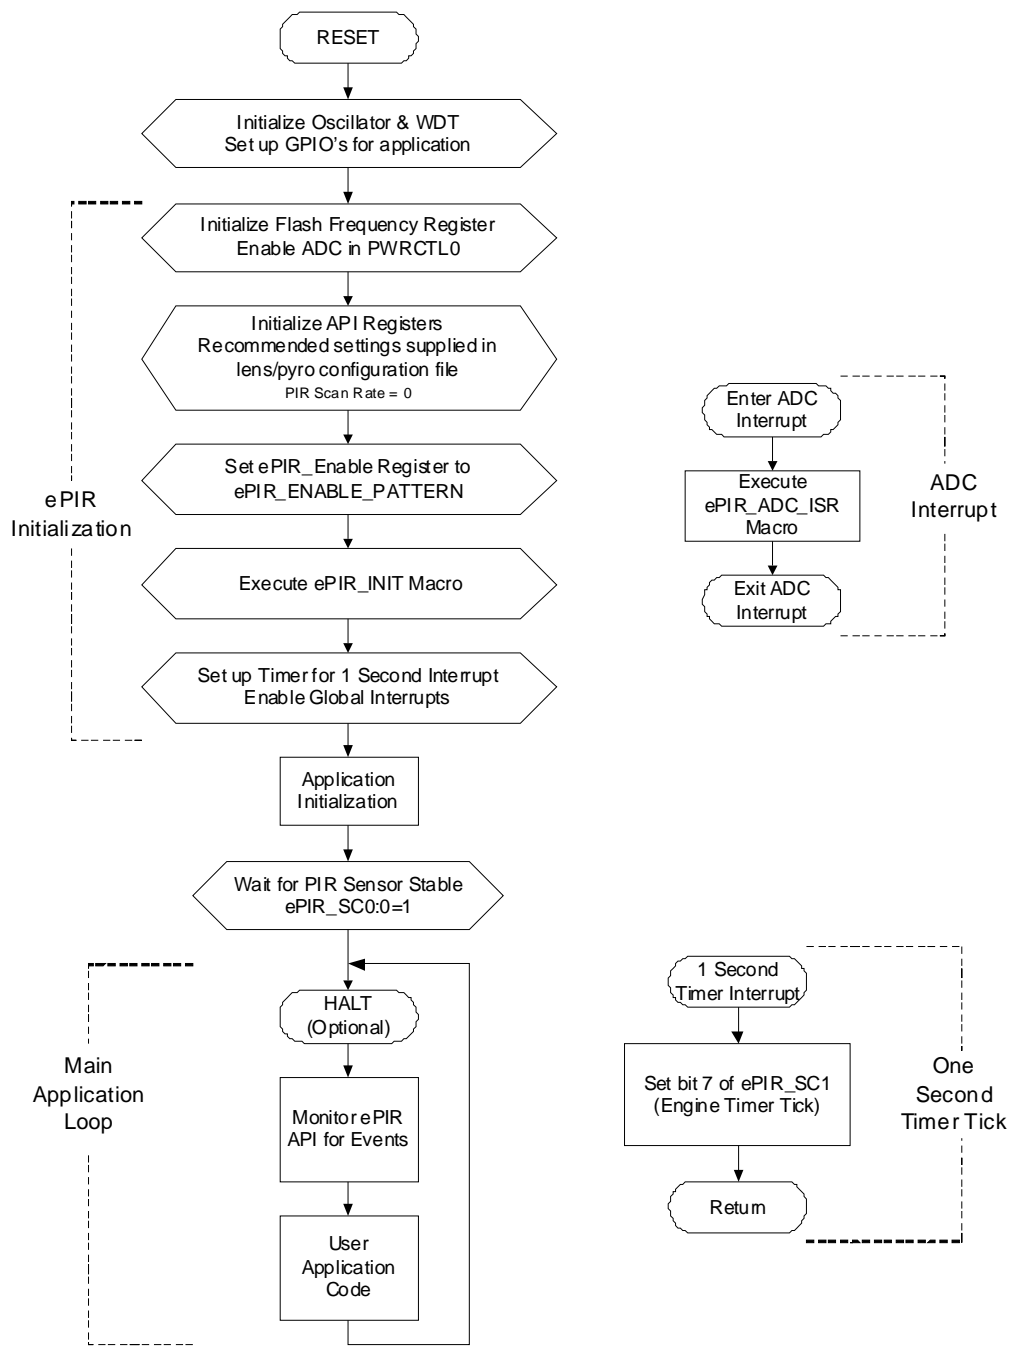 RESET
Initialize Oscillator & WDT
Set up GPIO's for application
Initialize Flash Frequency Register
Enable ADC in PWRCTL0
Initialize API Registers
Recommended settings supplied in
lens/pyro configuration file
PIR Scan Rate = 0
Set ePIR_Enable Register to
ePIR_ENABLE_PATTERN
Execute ePIR_INIT Macro
Set up Timer for 1 Second Interrupt
Enable Global Interrupts
ePIR
Initialization
Application
Initialization
Wait for PIR Sensor Stable
ePIR_SC0:0=1
HALT
(Optional)
Monitor ePIR
API for Events
User
Application
Code
Main
Application
Loop
Enter ADC
Interrupt
Execute
ePIR_ADC_ISR
Macro
Exit ADC
Interrupt
ADC
Interrupt
1 Second
Timer Interrupt
Set bit 7 of ePIR_SC1
(Engine Timer Tick)
Return
One
Second
Timer Tick